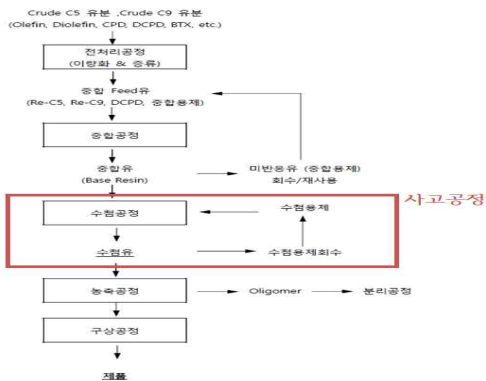 Crude C5 유분 ,Crude C9 유분
(Olefin, Diolefin, CPD, DCPD, BTX, etc.)
전처리공정
(이량화 & 증류)
중합 Feed유
(Re-C5, Re-C9, DCPD, 중합용제)
중합공정
중합유
(Base Resin)
미반응유 (중합용제)
회수/재사용
사고공정
수첨공정
수첨용제
수첨유
수첨용제회수
농축공정
Oligomer
분리공정
구상공정
제품